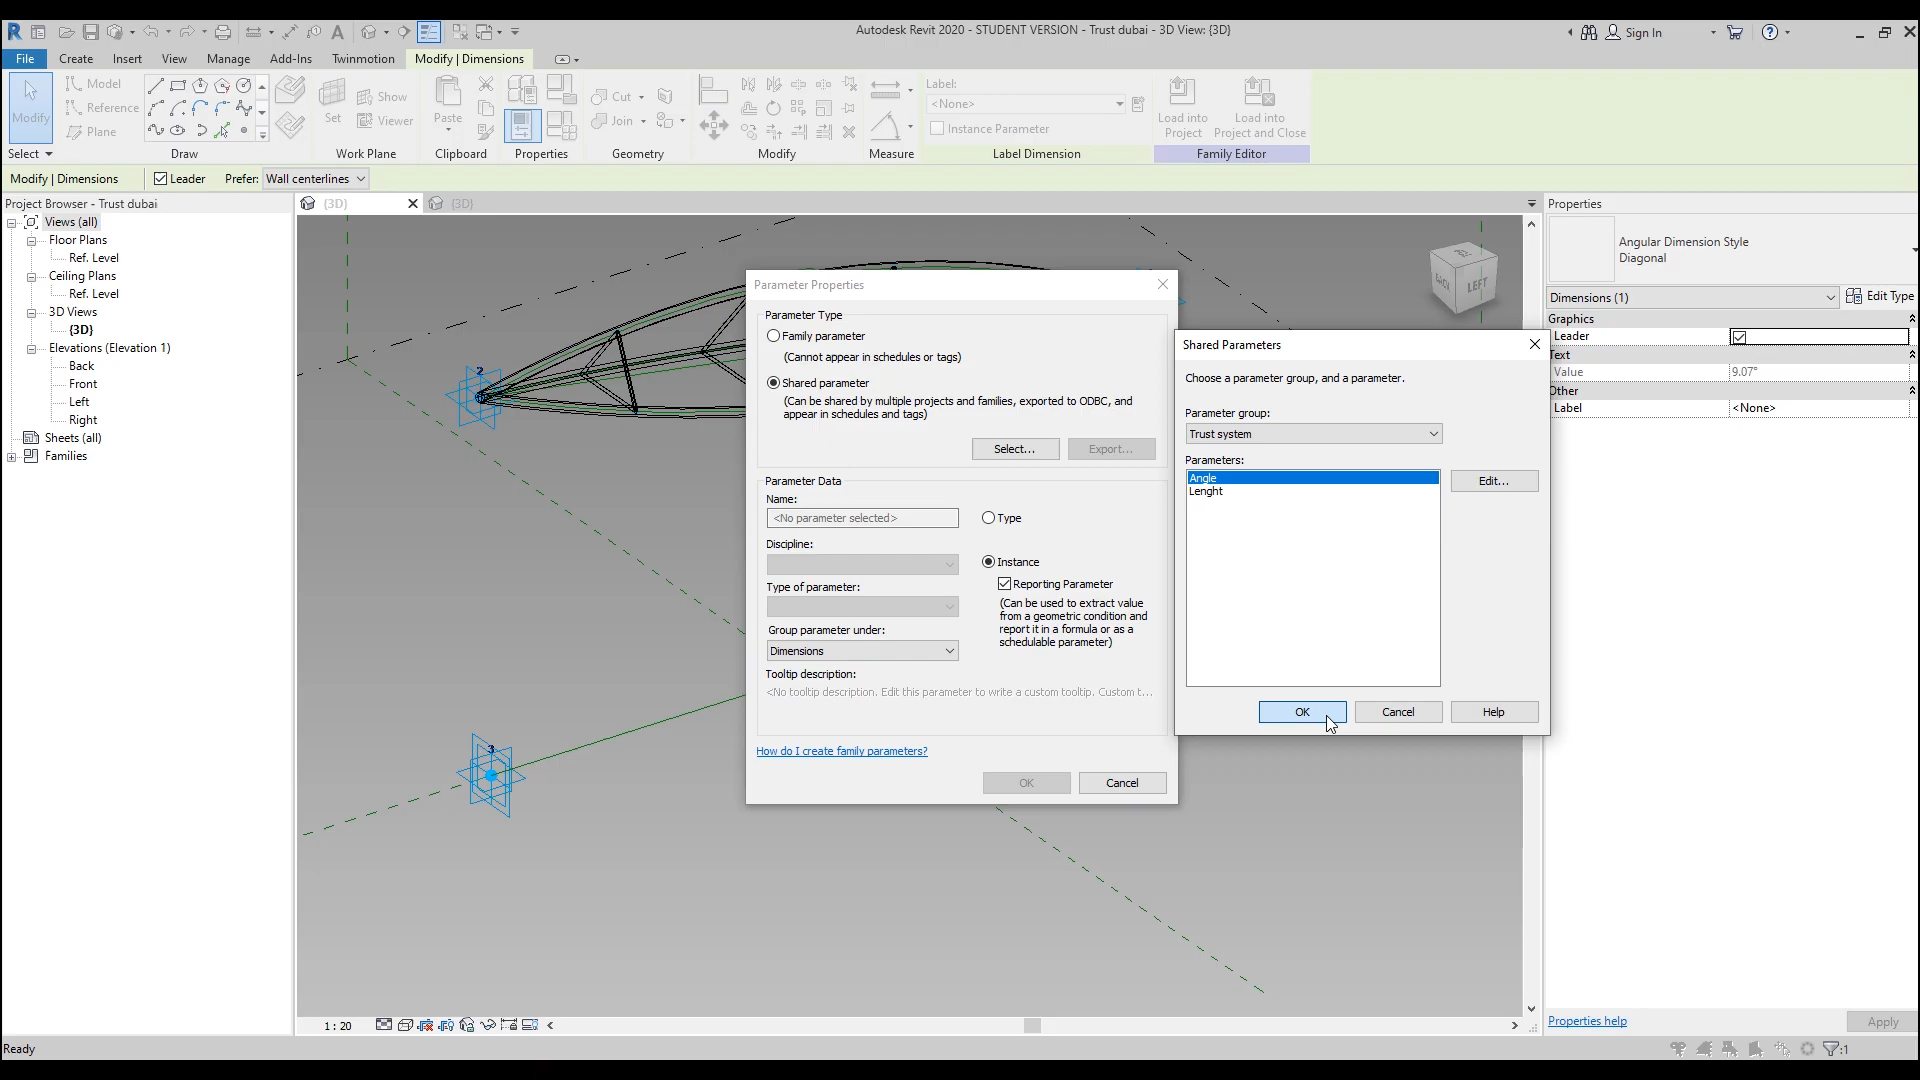 Autodesk Revit 2020 - STUDENT VERSION - Trust dubai - 3D View: {3D}
Sign In
File
Create
Insert
View
Manage
Add-Ins
Twinmotion
Modify | Dimensions
Modify
Model
Reference
Plane
Set
Show
Viewer
Paste
Cut
Join
Label:
<None>
Instance Parameter
Load into
Project
Load into
Project and Close
Select
Draw
Work Plane
Clipboard
Properties
Geometry
Modify
Measure
Label Dimension
Family Editor
Modify | Dimensions
Leader
Prefer:
Wall centerlines
Project Browser - Trust dubai
Views (all)
Floor Plans
Ref. Level
Ceiling Plans
Ref. Level
3D Views
{3D}
Elevations (Elevation 1)
Back
Front
Left
Right
Sheets (all)
Families
{3D}
{3D}
2
3
BACK
LEFT
Parameter Properties
Parameter Type
Family parameter
(Cannot appear in schedules or tags)
Shared parameter
(Can be shared by multiple projects and families, exported to ODBC, and
appear in schedules and tags)
Select...
Export...
Parameter Data
Name:
<No parameter selected>
Type
Discipline:
Instance
Type of parameter:
Reporting Parameter
(Can be used to extract value
from a geometric condition and
report it in a formula or as a
schedulable parameter)
Group parameter under:
Dimensions
Tooltip description:
<No tooltip description. Edit this parameter to write a custom tooltip. Custom t...
How do I create family parameters?
OK
Cancel
Shared Parameters
Choose a parameter group, and a parameter.
Parameter group:
Trust system
Parameters:
Angle
Lenght
Edit...
OK
Cancel
Help
Properties
Angular Dimension Style
Diagonal
Dimensions (1)
Edit Type
Graphics
Leader
Text
Value
9.07°
Other
Label
<None>
Properties help
Apply
1 : 20
Ready
:1